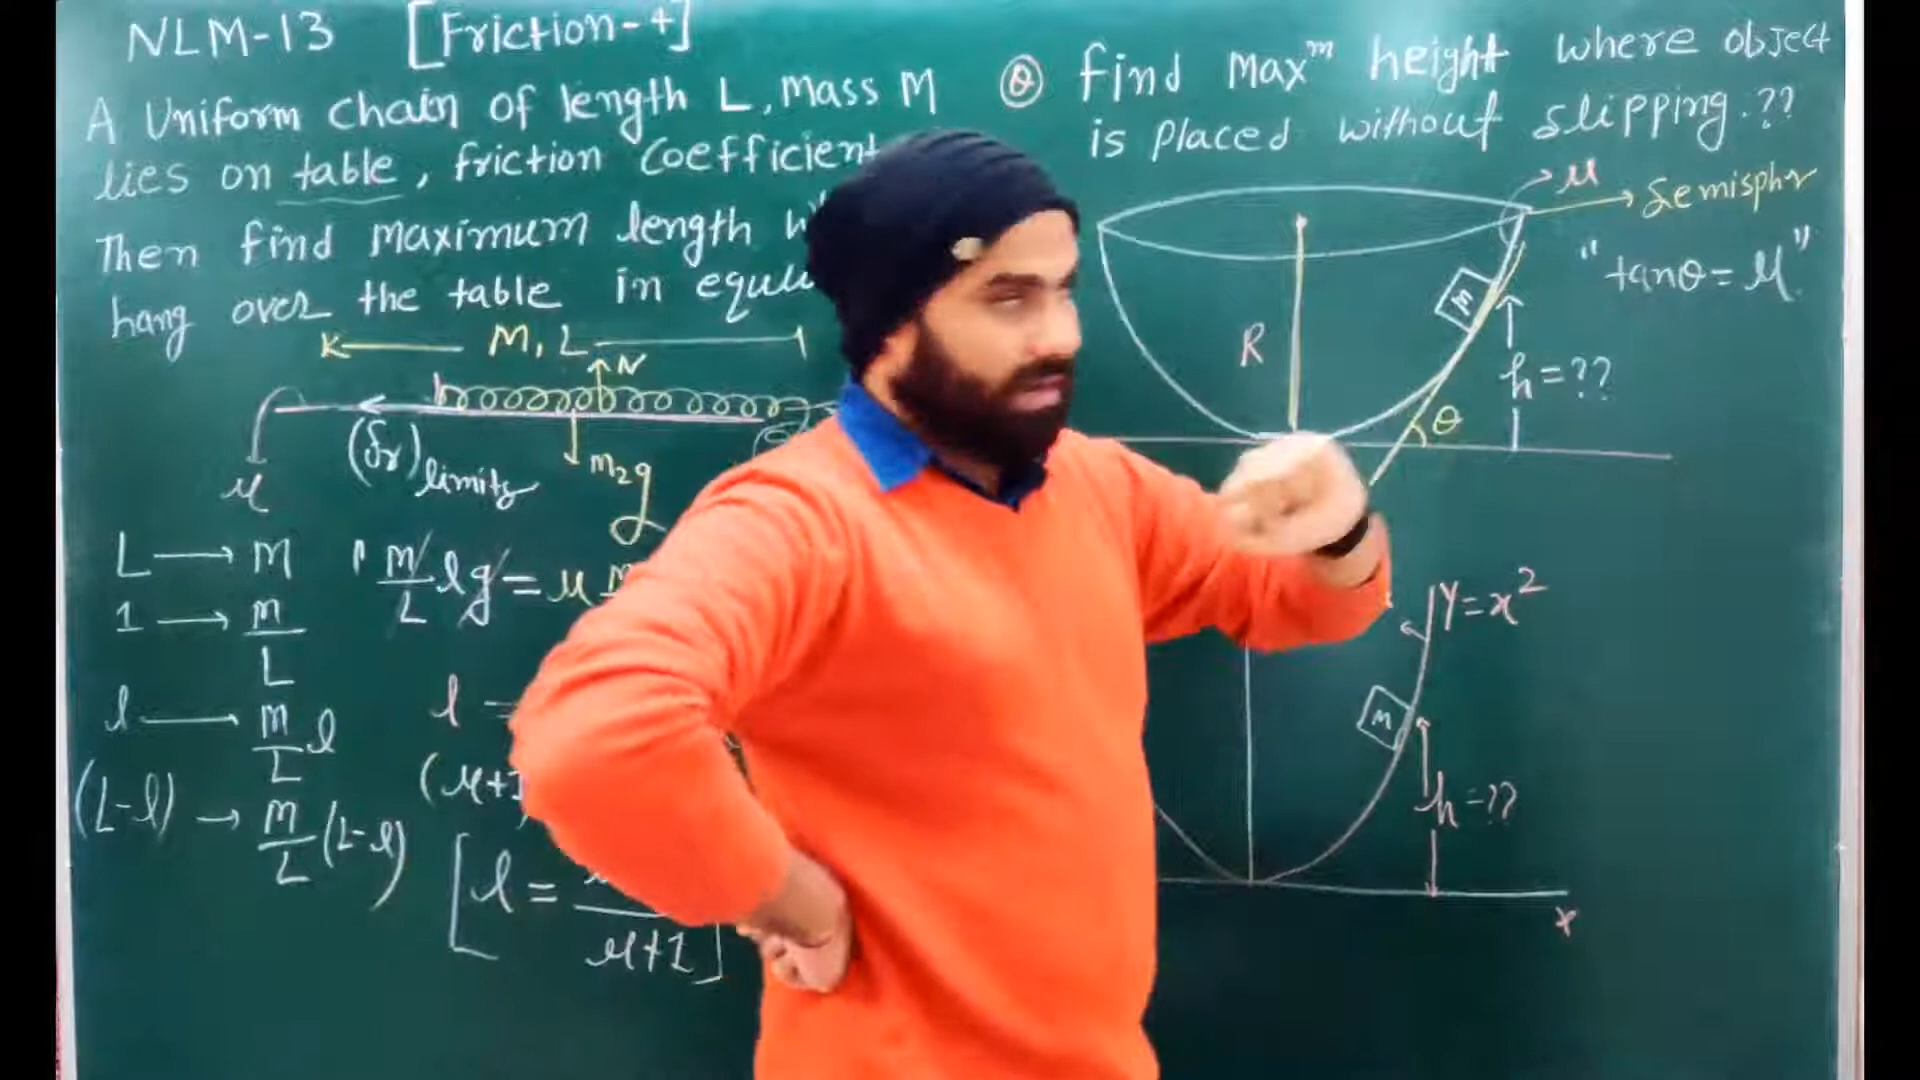 NLM-13 [Friction-4]
A Uniform chain of length L, Mass M
lies on table, friction coefficient
Then find maximum length
hang over the table in
M, L
N
(fr)limits
m2g
μ
L → M
1 → m/L
l → m/L l
(L-l) → m/L (L-l)
M/L lg = μ
l
(μ+1
[l =
μ+1]
Q find Maxm height where object
is placed without slipping.??
μ
Semisphr
"tanθ = μ"
M
R
h=??
θ
Y=x²
M
h=??
x